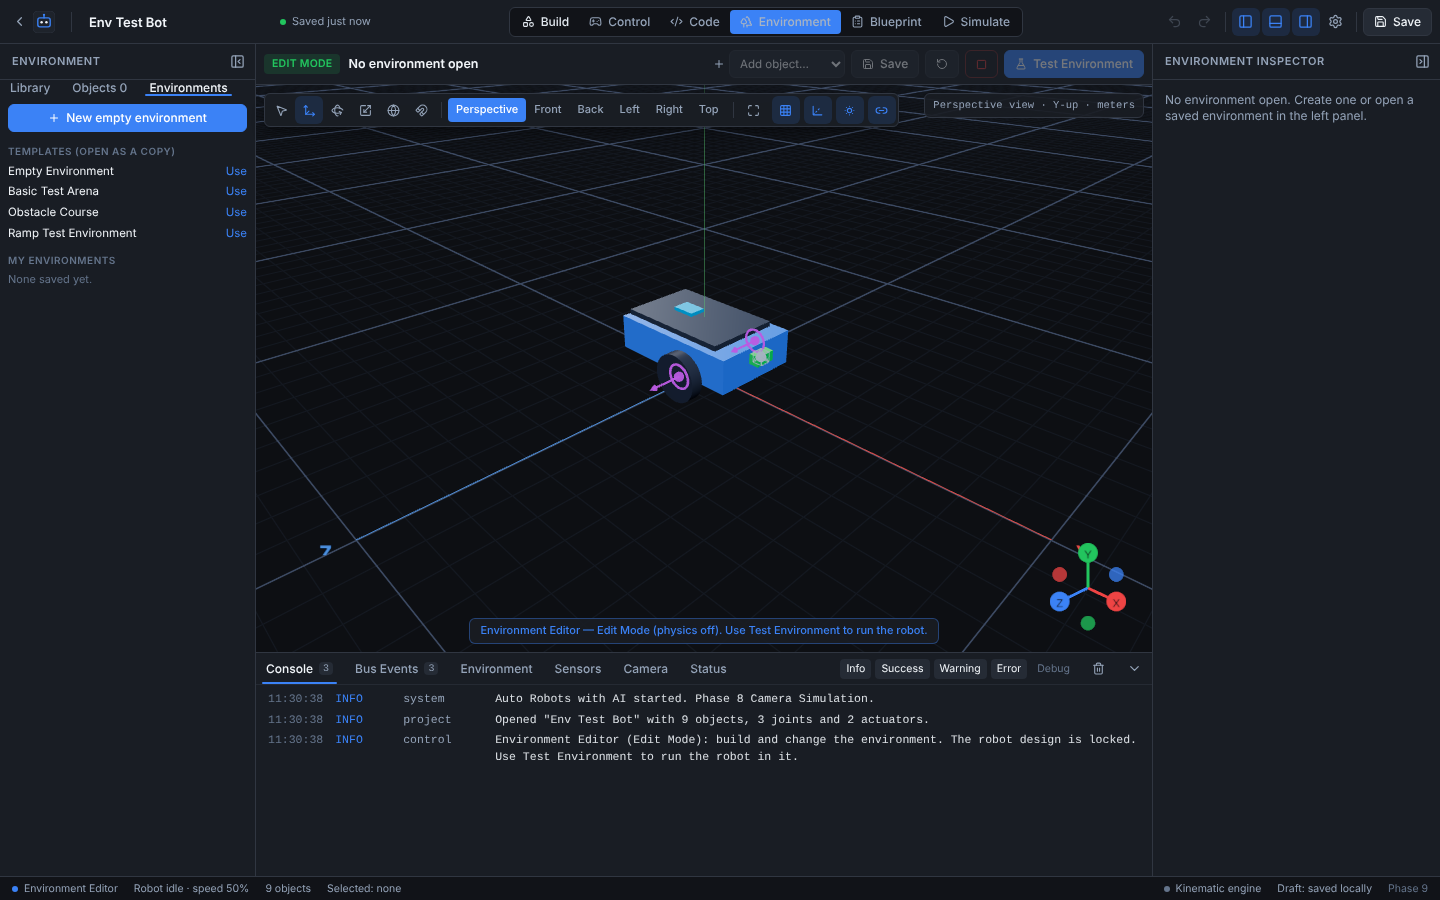 Env Test Bot
Saved just now
Build
Control
Code
Environment
Blueprint
Simulate
Save
ENVIRONMENT
EDIT MODE
No environment open
Add object...
Save
Test Environment
ENVIRONMENT INSPECTOR
Library
Objects 0
Environments
New empty environment
Perspective
Front
Back
Left
Right
Top
Perspective view · Y-up · meters
No environment open. Create one or open a
saved environment in the left panel.
TEMPLATES (OPEN AS A COPY)
Empty Environment Use
Basic Test Arena Use
Obstacle Course Use
Ramp Test Environment Use
MY ENVIRONMENTS
None saved yet.
Z
Y
Z
X
Environment Editor — Edit Mode (physics off). Use Test Environment to run the robot.
Console 3
Bus Events 3
Environment
Sensors
Camera
Status
Info
Success
Warning
Error
Debug
11:30:38 INFO system Auto Robots with AI started. Phase 8 Camera Simulation.
11:30:38 INFO project Opened "Env Test Bot" with 9 objects, 3 joints and 2 actuators.
11:30:38 INFO control Environment Editor (Edit Mode): build and change the environment. The robot design is locked.
Use Test Environment to run the robot in it.
Environment Editor
Robot idle · speed 50%
9 objects
Selected: none
Kinematic engine
Draft: saved locally
Phase 9